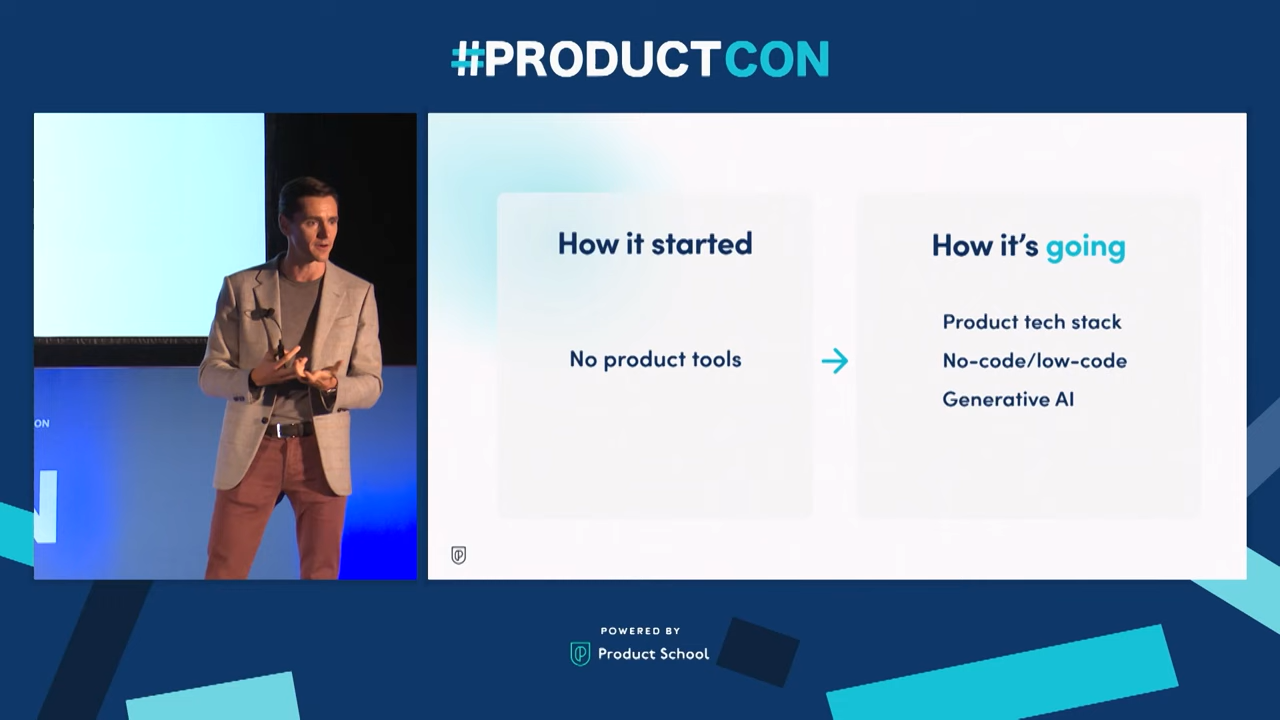 #PRODUCTCON
ON
N
How it started
No product tools
How it's going
Product tech stack
No-code/low-code
Generative AI
POWERED BY
Product School